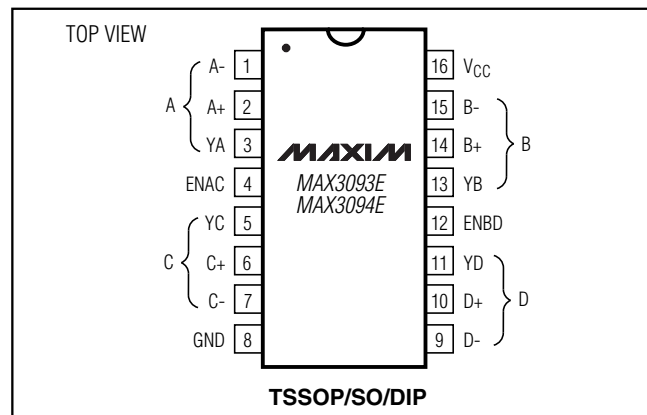 TOP VIEW
A- 1
A A+ 2
YA 3
ENAC 4
YC 5
C C+ 6
C- 7
GND 8
MAXIM
MAX3093E
MAX3094E
16 VCC
15 B-
14 B+ B
13 YB
12 ENBD
11 YD
10 D+ D
9 D-
TSSOP/SO/DIP